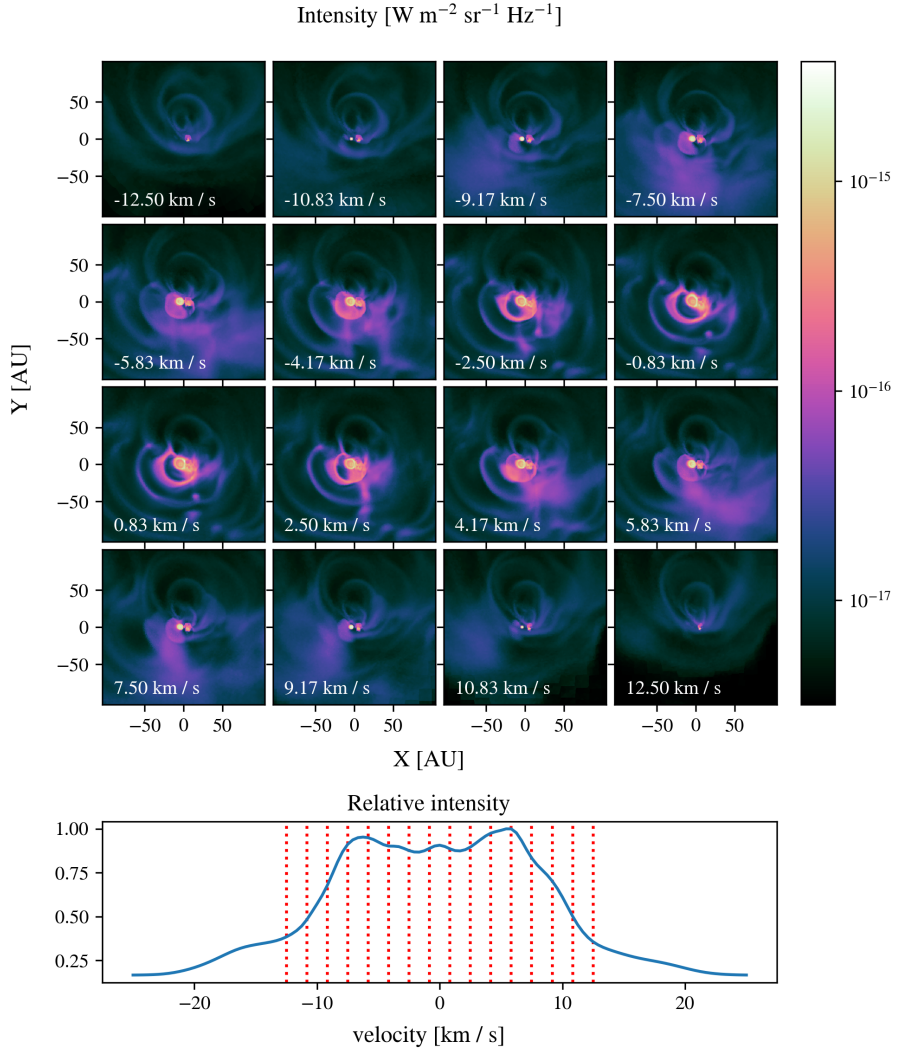 Intensity [W m⁻² sr⁻¹ Hz⁻¹]
50
0
−50
-12.50 km / s
-10.83 km / s
-9.17 km / s
-7.50 km / s
10⁻¹⁵
50
0
−50
-5.83 km / s
-4.17 km / s
-2.50 km / s
-0.83 km / s
Y [AU]
10⁻¹⁶
50
0
−50
0.83 km / s
2.50 km / s
4.17 km / s
5.83 km / s
10⁻¹⁷
50
0
−50
7.50 km / s
9.17 km / s
10.83 km / s
12.50 km / s
−50 0 50 −50 0 50 −50 0 50 −50 0 50
X [AU]
Relative intensity
1.00
0.75
0.50
0.25
−20 −10 0 10 20
velocity [km / s]